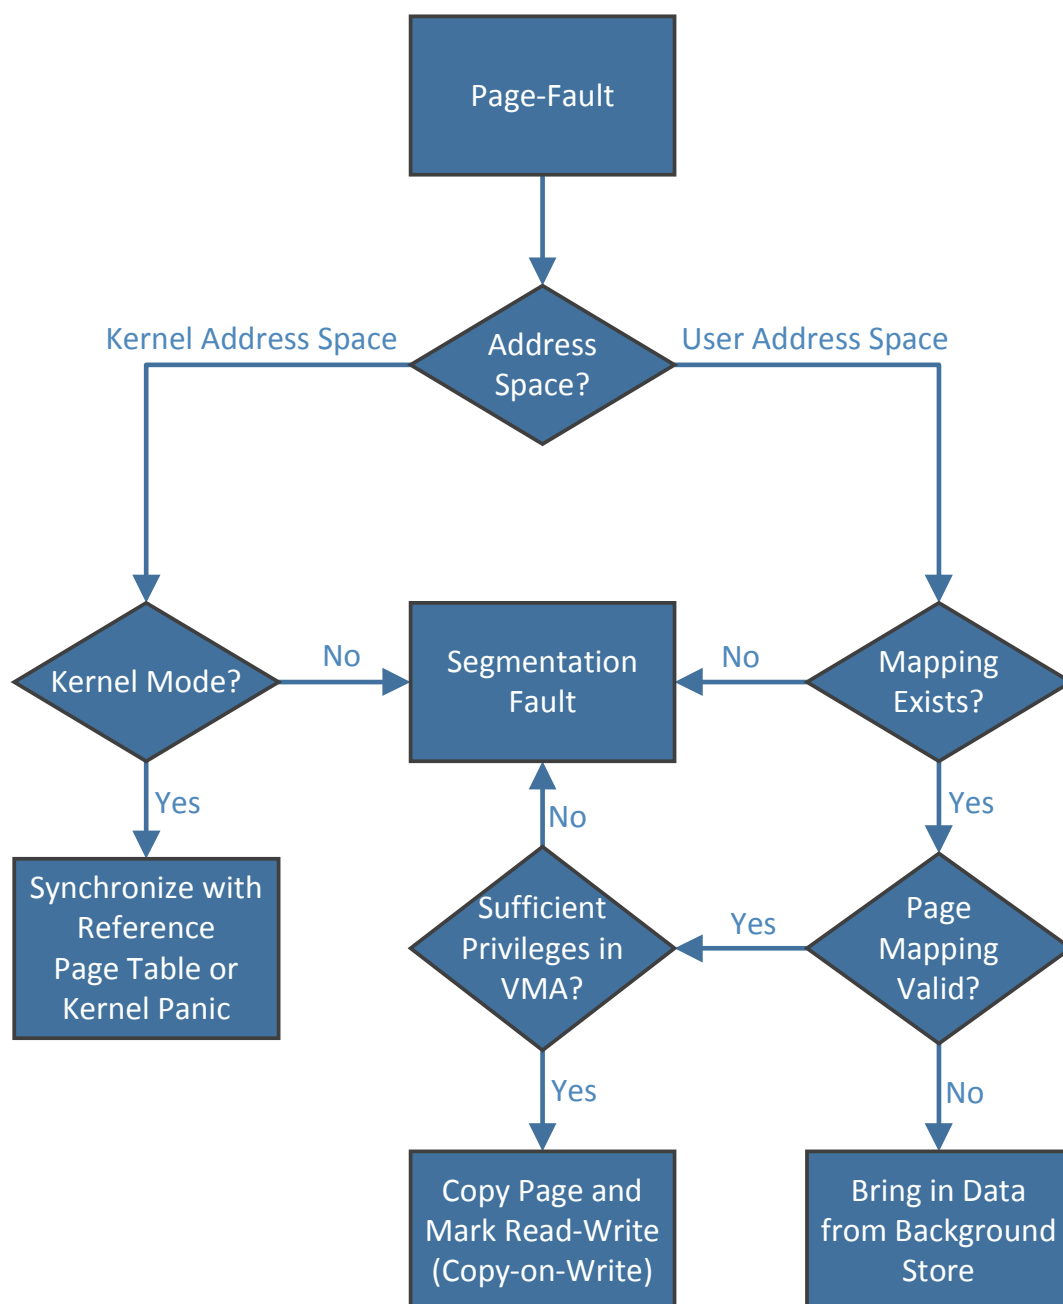 Page-Fault
Kernel Address Space
Address
Space?
User Address Space
Kernel Mode?
No
Segmentation
Fault
No
Mapping
Exists?
Yes
No
Yes
Synchronize with
Reference
Page Table or
Kernel Panic
Sufficient
Privileges in
VMA?
Yes
Page
Mapping
Valid?
Yes
No
Copy Page and
Mark Read-Write
(Copy-on-Write)
Bring in Data
from Background
Store